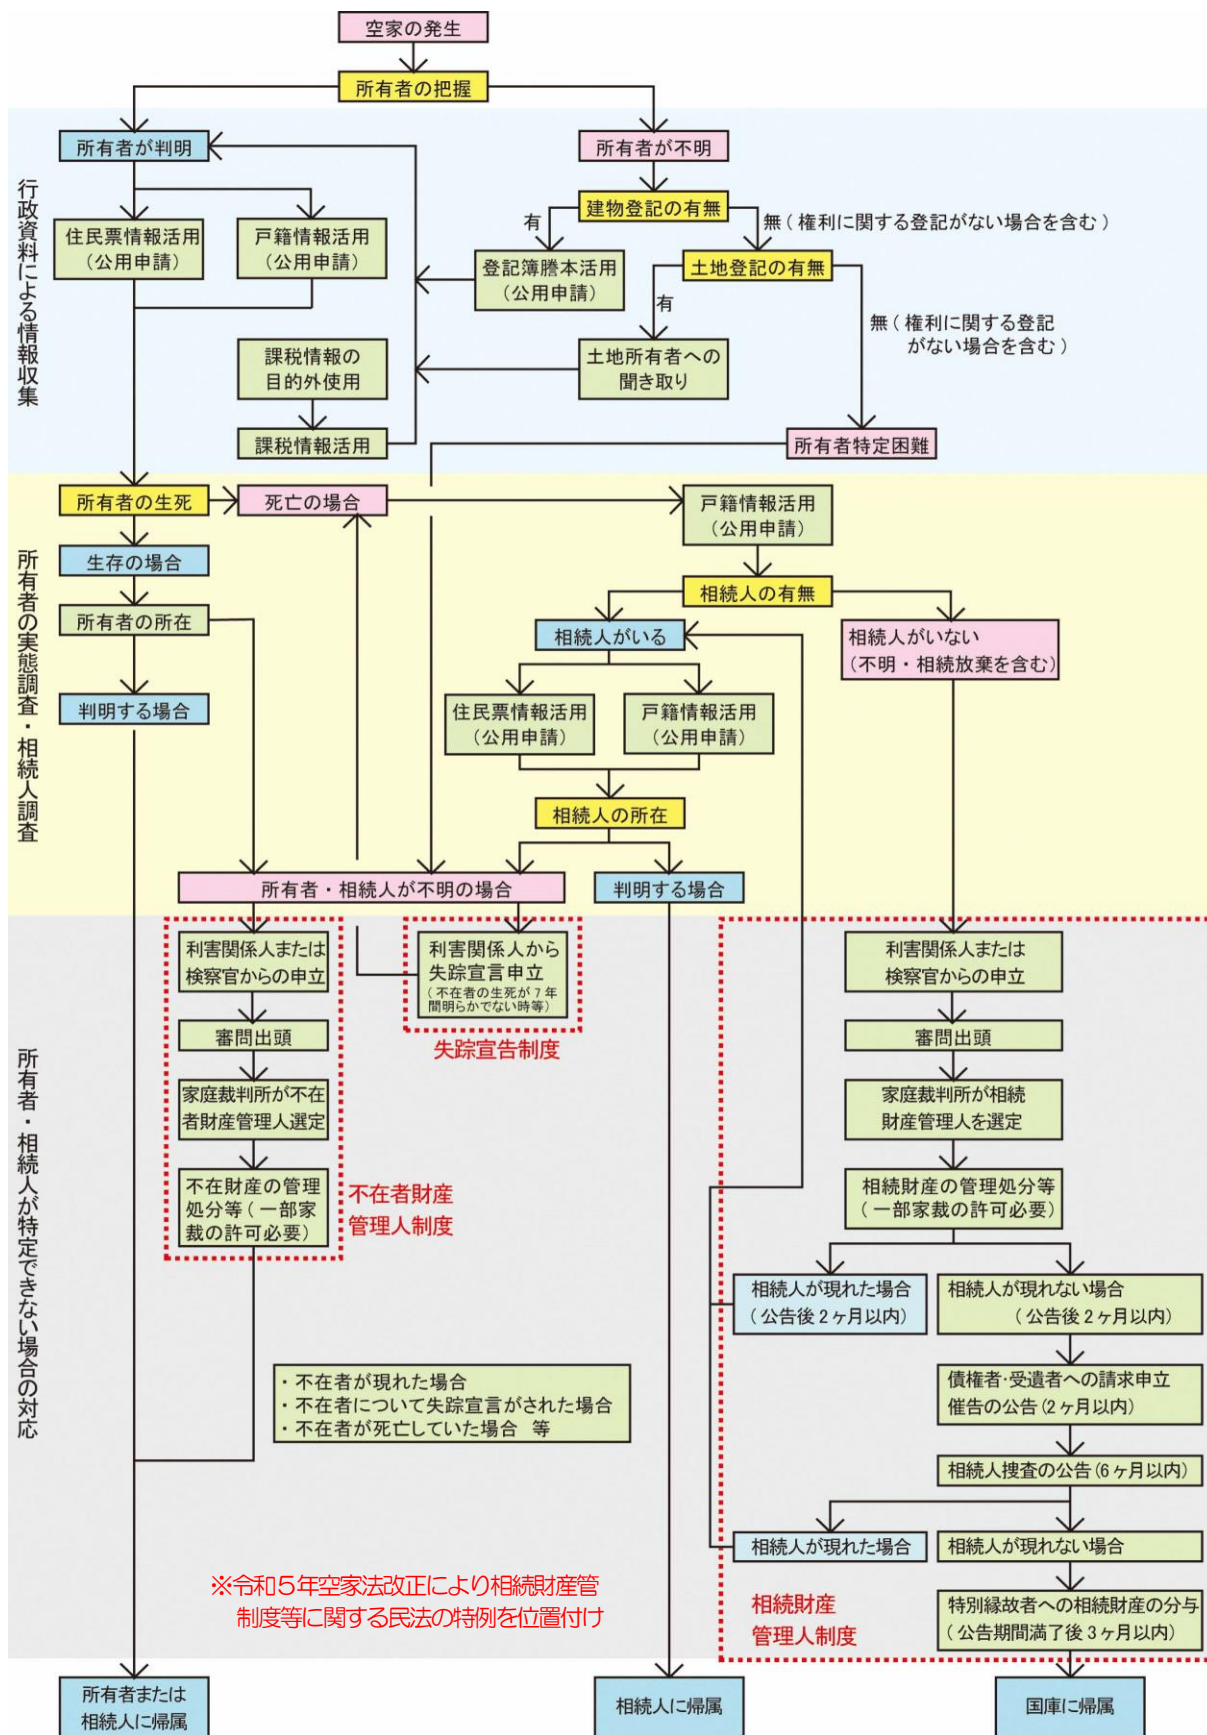 空家の発生
所有者の把握
行政資料による情報収集
所有者が判明
所有者が不明
建物登記の有無
有
無(権利に関する登記がない場合を含む)
住民票情報活用
(公用申請)
戸籍情報活用
(公用申請)
登記簿謄本活用
(公用申請)
土地登記の有無
有
無(権利に関する登記
がない場合を含む)
課税情報の
目的外使用
土地所有者への
聞き取り
課税情報活用
所有者特定困難
所有者の実態調査・相続人調査
所有者の生死
死亡の場合
戸籍情報活用
(公用申請)
生存の場合
相続人の有無
所有者の所在
相続人がいる
相続人がいない
(不明・相続放棄を含む)
判明する場合
住民票情報活用
(公用申請)
戸籍情報活用
(公用申請)
相続人の所在
所有者・相続人が不明の場合
判明する場合
所有者・相続人が特定できない場合の対応
利害関係人または
検察官からの申立
審問出頭
家庭裁判所が不在
者財産管理人選定
不在財産の管理
処分等(一部家
裁の許可必要)
不在者財産
管理人制度
利害関係人から
失踪宣言申立
(不在者の生死が7年
間明らかでない時等)
失踪宣告制度
利害関係人または
検察官からの申立
審問出頭
家庭裁判所が相続
財産管理人を選定
相続財産の管理処分等
(一部家裁の許可必要)
相続人が現れた場合
(公告後2ヶ月以内)
相続人が現れない場合
(公告後2ヶ月以内)
債権者・受遺者への請求申立
催告の公告(2ヶ月以内)
相続人捜査の公告(6ヶ月以内)
相続人が現れた場合
相続人が現れない場合
特別縁故者への相続財産の分与
(公告期間満了後3ヶ月以内)
相続財産
管理人制度
・不在者が現れた場合
・不在者について失踪宣言がされた場合
・不在者が死亡していた場合 等
※令和5年空家法改正により相続財産管
制度等に関する民法の特例を位置付け
所有者または
相続人に帰属
相続人に帰属
国庫に帰属